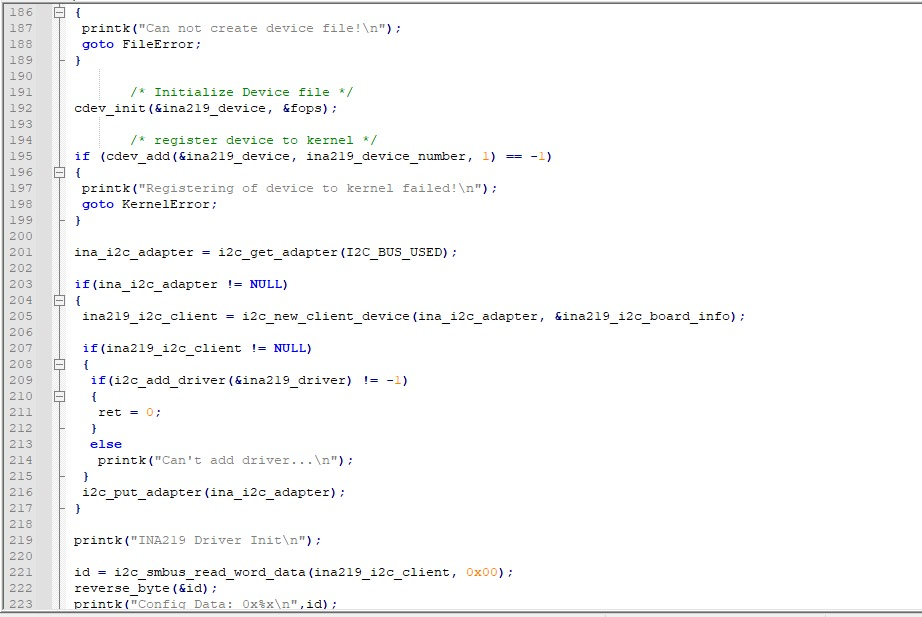 186 {
187 printk("Can not create device file!\n");
188 goto FileError;
189 }
190
191 /* Initialize Device file */
192 cdev_init(&ina219_device, &fops);
193
194 /* register device to kernel */
195 if (cdev_add(&ina219_device, ina219_device_number, 1) == -1)
196 {
197 printk("Registering of device to kernel failed!\n");
198 goto KernelError;
199 }
200
201 ina_i2c_adapter = i2c_get_adapter(I2C_BUS_USED);
202
203 if(ina_i2c_adapter != NULL)
204 {
205 ina219_i2c_client = i2c_new_client_device(ina_i2c_adapter, &ina219_i2c_board_info);
206
207 if(ina219_i2c_client != NULL)
208 {
209 if(i2c_add_driver(&ina219_driver) != -1)
210 {
211 ret = 0;
212 }
213 else
214 printk("Can't add driver...\n");
215 }
216 i2c_put_adapter(ina_i2c_adapter);
217 }
218
219 printk("INA219 Driver Init\n");
220
221 id = i2c_smbus_read_word_data(ina219_i2c_client, 0x00);
222 reverse_byte(&id);
223 printk("Config Data: 0x%x\n",id);